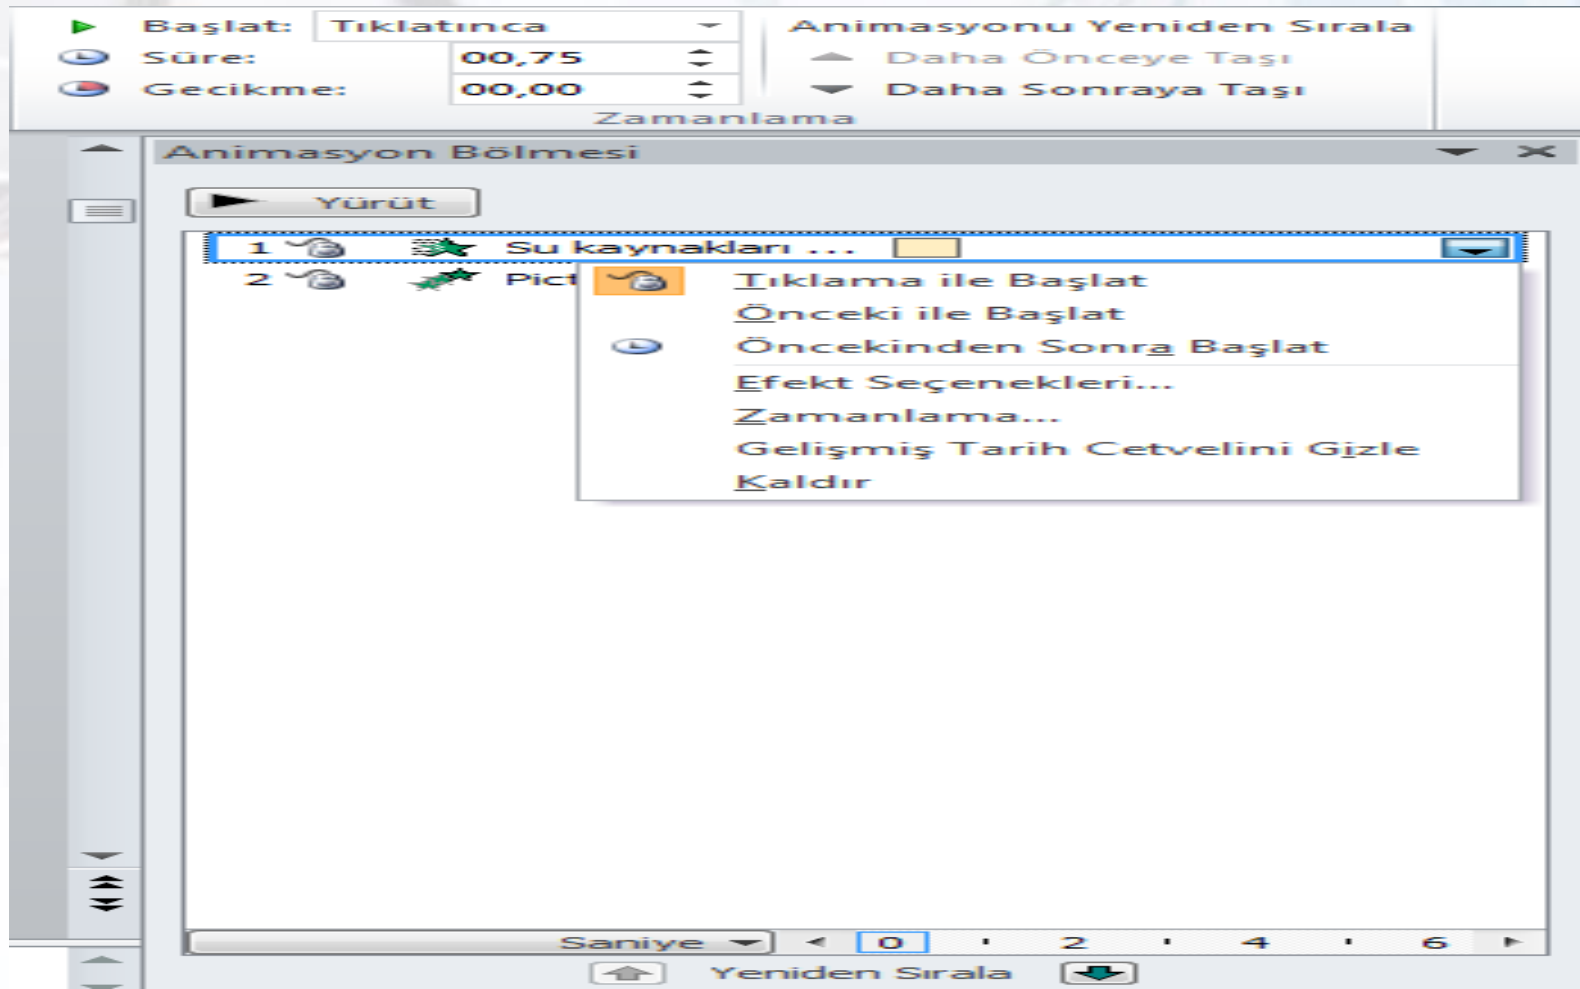 Başlat: Tıklatınca
Süre: 00,75
Gecikme: 00,00
Animasyonu Yeniden Sırala
Daha Önceye Taşı
Daha Sonraya Taşı
Zamanlama
Animasyon Bölmesi
Yürüt
1 Su kaynakları ...
2 Pict
Tıklama ile Başlat
Önceki ile Başlat
Öncekinden Sonra Başlat
Efekt Seçenekleri...
Zamanlama...
Gelişmiş Tarih Cetvelini Gizle
Kaldır
Saniye 0 2 4 6
Yeniden Sırala